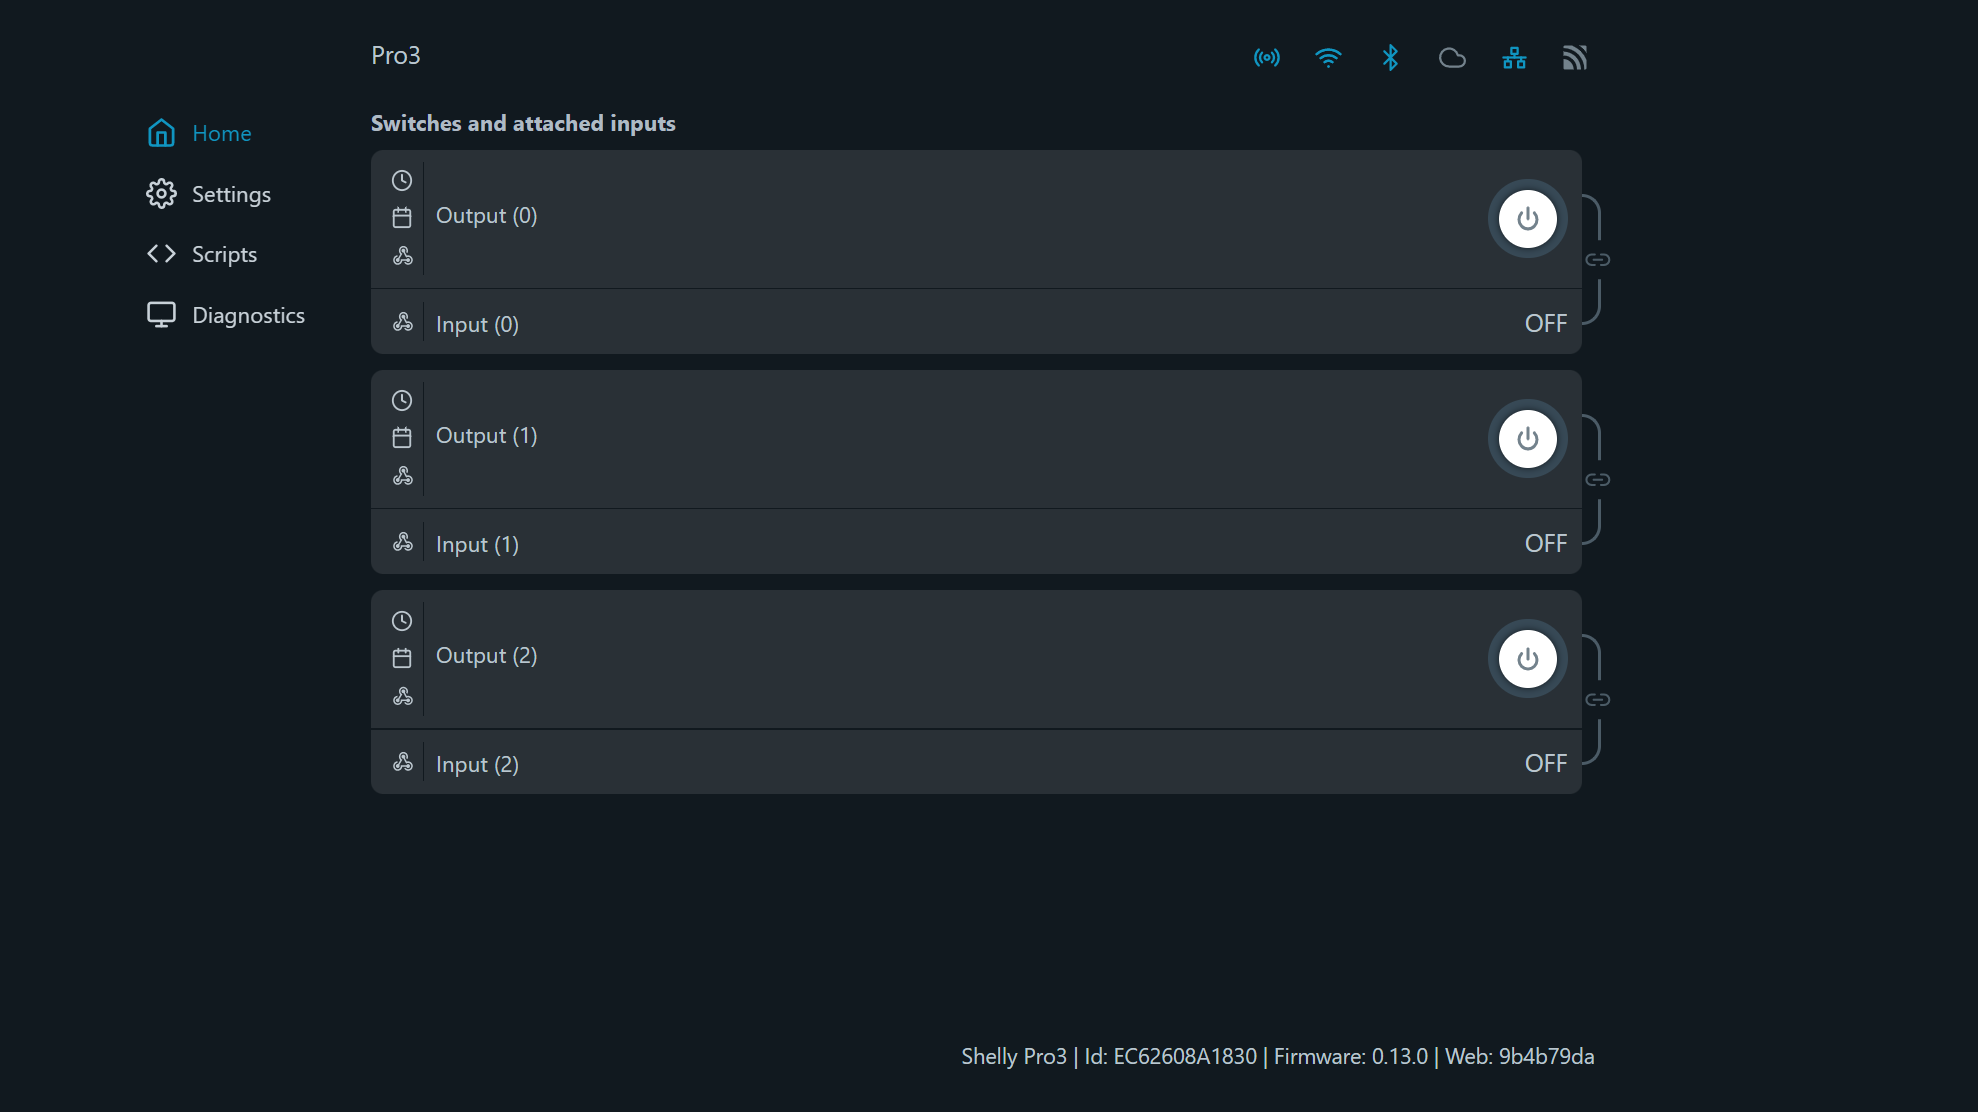 Pro3
Home
Settings
Scripts
Diagnostics
Switches and attached inputs
Output (0)
Input (0)
OFF
Output (1)
Input (1)
OFF
Output (2)
Input (2)
OFF
Shelly Pro3 | Id: EC62608A1830 | Firmware: 0.13.0 | Web: 9b4b79da